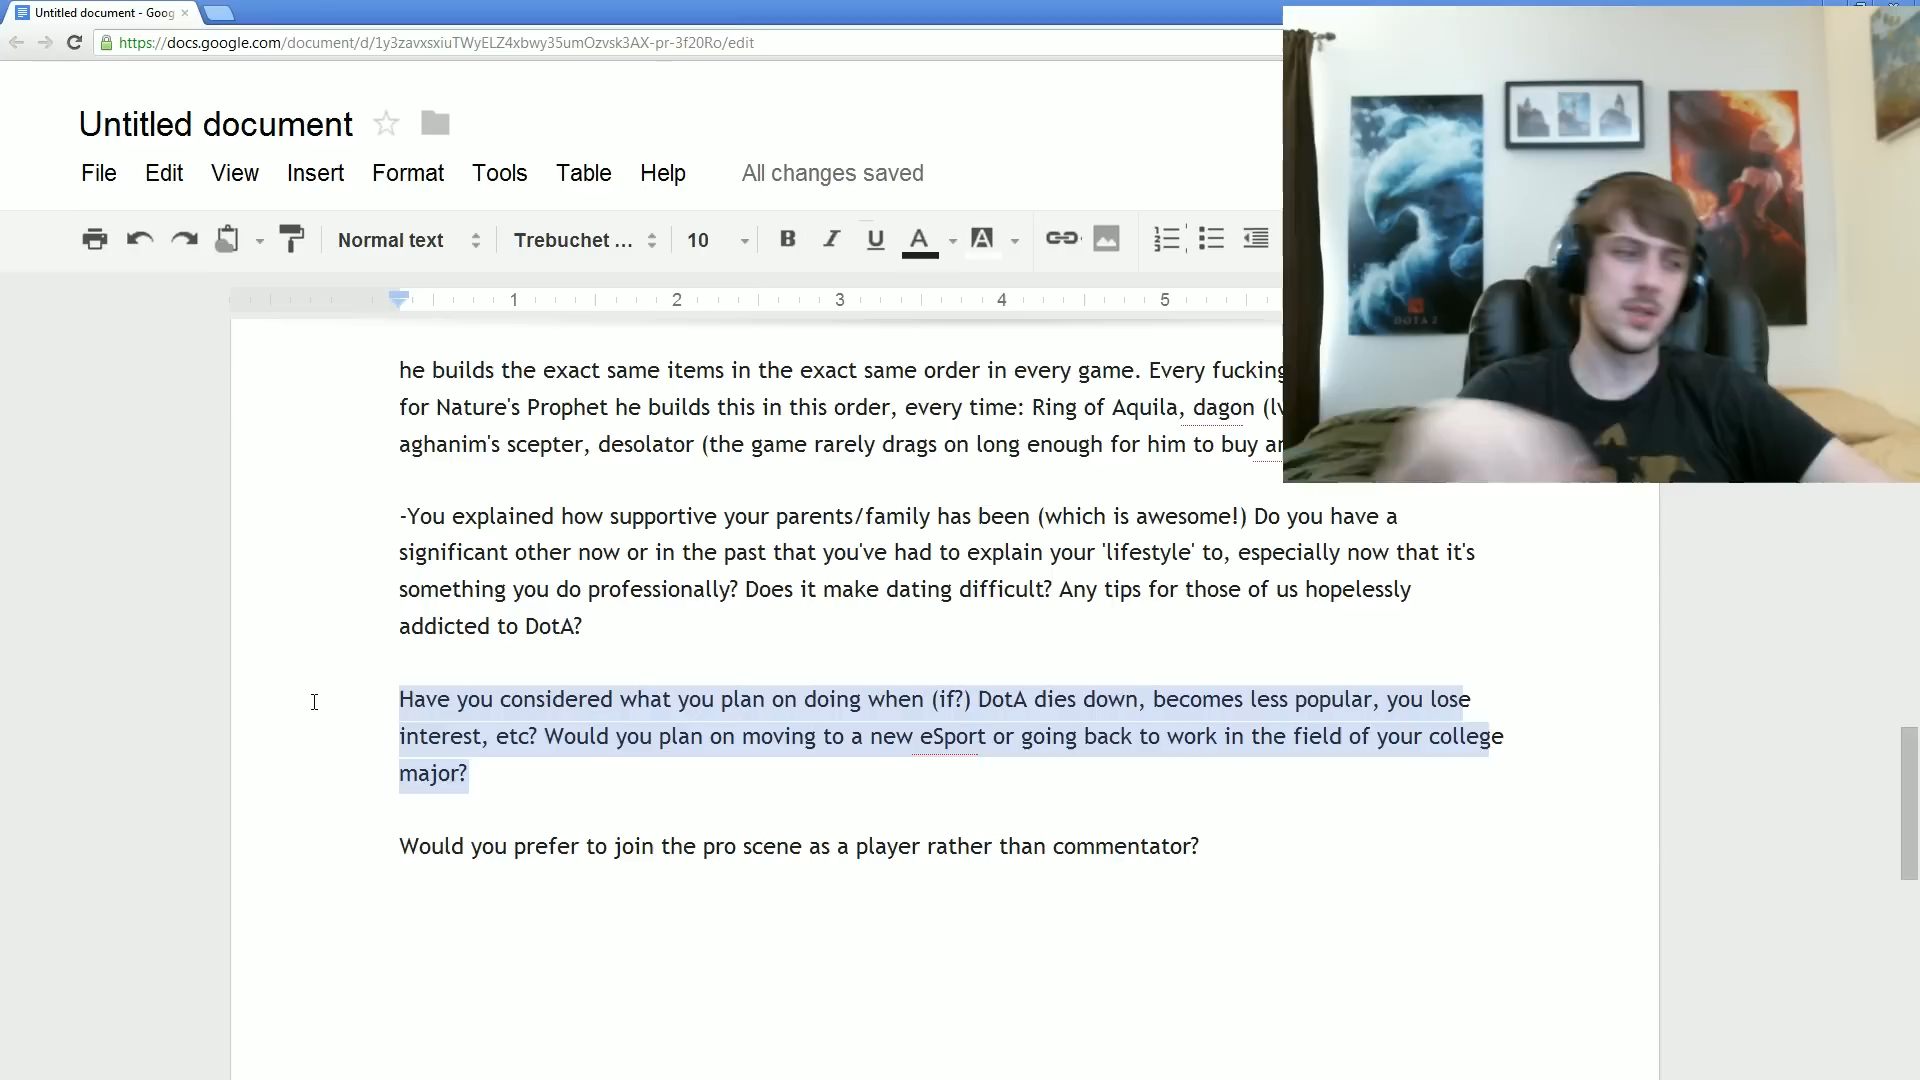 Untitled document - Goog
https://docs.google.com/document/d/1y3zavxsxiuTWyELZ4xbwy35umOzvsk3AX-pr-3f20Ro/edit
Untitled document
File Edit View Insert Format Tools Table Help All changes saved
Normal text Trebuchet ... 10 B I U A A
1 2 3 4 5
he builds the exact same items in the exact same order in every game. Every fucking
for Nature's Prophet he builds this in this order, every time: Ring of Aquila, dagon (lv
aghanim's scepter, desolator (the game rarely drags on long enough for him to buy an
-You explained how supportive your parents/family has been (which is awesome!) Do you have a
significant other now or in the past that you've had to explain your 'lifestyle' to, especially now that it's
something you do professionally? Does it make dating difficult? Any tips for those of us hopelessly
addicted to DotA?
Have you considered what you plan on doing when (if?) DotA dies down, becomes less popular, you lose
interest, etc? Would you plan on moving to a new eSport or going back to work in the field of your college
major?
Would you prefer to join the pro scene as a player rather than commentator?
DOTA 2